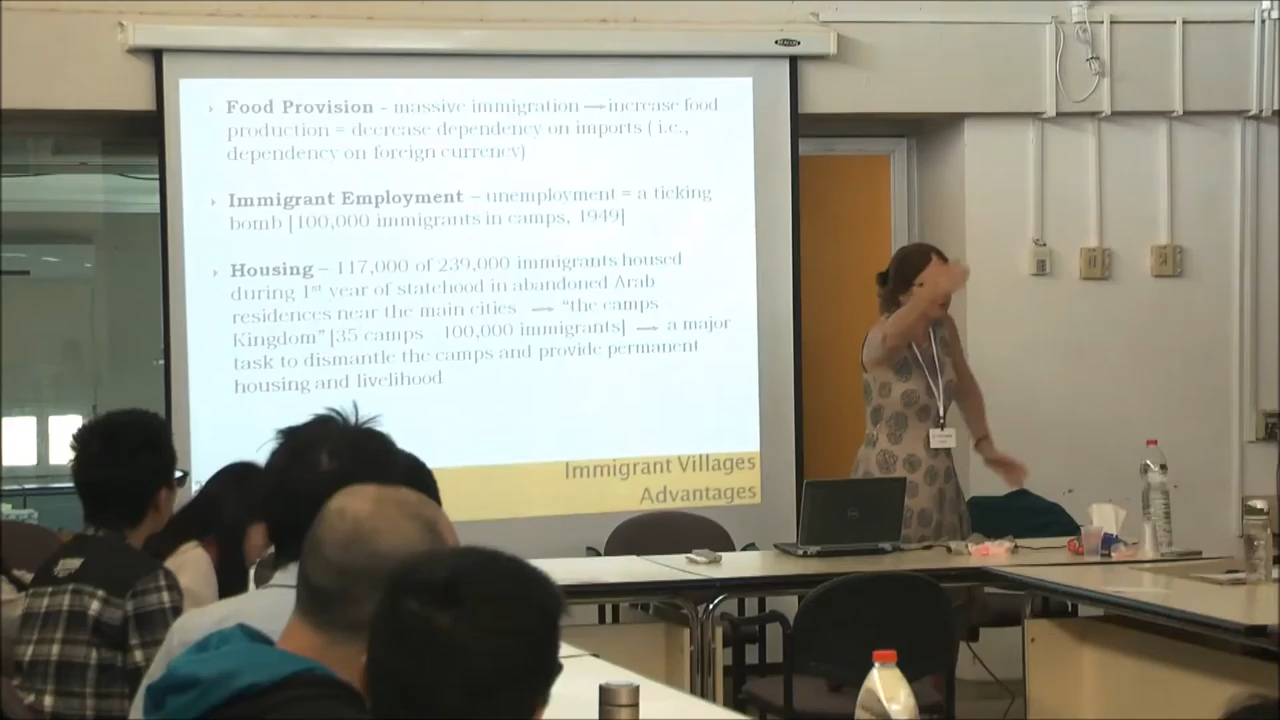 BEACON
Food Provision - massive immigration → increase food
production = decrease dependency on imports ( i.e.,
dependency on foreign currency)
Immigrant Employment – unemployment = a ticking
bomb [100,000 immigrants in camps, 1949]
Housing – 117,000 of 239,000 immigrants housed
during 1st year of statehood in abandoned Arab
residences near the main cities → “the camps
Kingdom” [35 camps 100,000 immigrants] → a major
task to dismantle the camps and provide permanent
housing and livelihood
Immigrant Villages
Advantages
DELL